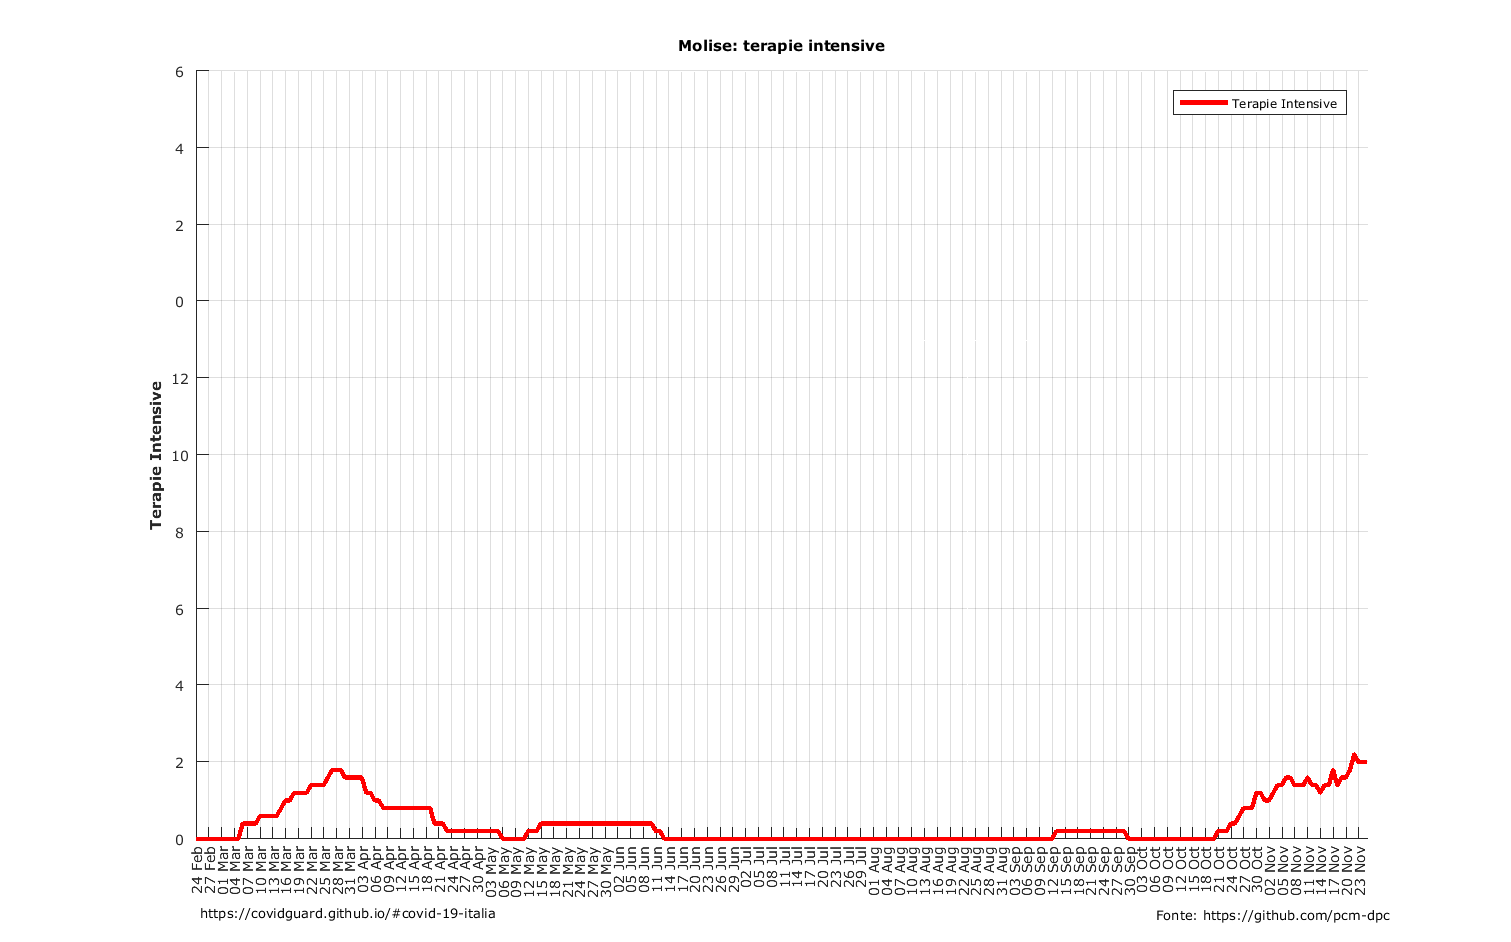 Molise: terapie intensive
Terapie Intensive
6
4
2
0
12
10
8
6
4
2
0
Terapie Intensive
24 Feb
27 Feb
01 Mar
04 Mar
07 Mar
10 Mar
13 Mar
16 Mar
19 Mar
22 Mar
25 Mar
28 Mar
31 Mar
03 Apr
06 Apr
09 Apr
12 Apr
15 Apr
18 Apr
21 Apr
24 Apr
27 Apr
30 Apr
03 May
06 May
09 May
12 May
15 May
18 May
21 May
24 May
27 May
30 May
02 Jun
05 Jun
08 Jun
11 Jun
14 Jun
17 Jun
20 Jun
23 Jun
26 Jun
29 Jun
02 Jul
05 Jul
08 Jul
11 Jul
14 Jul
17 Jul
20 Jul
23 Jul
26 Jul
29 Jul
01 Aug
04 Aug
07 Aug
10 Aug
13 Aug
16 Aug
19 Aug
22 Aug
25 Aug
28 Aug
31 Aug
03 Sep
06 Sep
09 Sep
12 Sep
15 Sep
18 Sep
21 Sep
24 Sep
27 Sep
30 Sep
03 Oct
06 Oct
09 Oct
12 Oct
15 Oct
18 Oct
21 Oct
24 Oct
27 Oct
30 Oct
02 Nov
05 Nov
08 Nov
11 Nov
14 Nov
17 Nov
20 Nov
23 Nov
https://covidguard.github.io/#covid-19-italia
Fonte: https://github.com/pcm-dpc